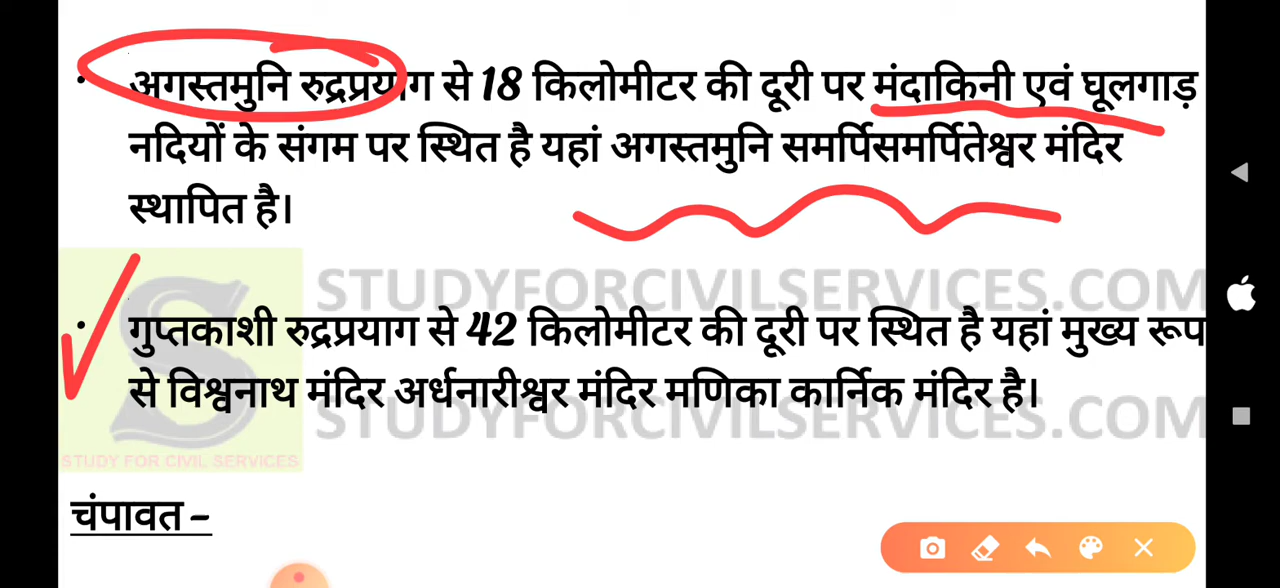 • अगस्तमुनि रुद्रप्रयाग से 18 किलोमीटर की दूरी पर मंदाकिनी एवं घूलगाड़
नदियों के संगम पर स्थित है यहां अगस्तमुनि समर्पिसमर्पितेश्वर मंदिर
स्थापित है।
STUDYFORCIVILSERVICES.COM
• गुप्तकाशी रुद्रप्रयाग से 42 किलोमीटर की दूरी पर स्थित है यहां मुख्य रूप
से विश्वनाथ मंदिर अर्धनारीश्वर मंदिर मणिका कार्निक मंदिर है।
STUDYFORCIVILSERVICES.COM
S
STUDY FOR CIVIL SERVICES
चंपावत –